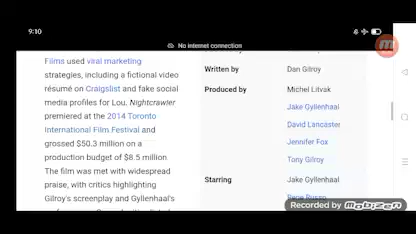 9:10
No internet connection
Films used viral marketing
strategies, including a fictional video
résumé on Craigslist and fake social
media profiles for Lou. Nightcrawler
premiered at the 2014 Toronto
International Film Festival and
grossed $50.3 million on a
production budget of $8.5 million.
The film was met with widespread
praise, with critics highlighting
Gilroy's screenplay and Gyllenhaal's
Written by Dan Gilroy
Produced by Michel Litvak
Jake Gyllenhaal
David Lancaster
Jennifer Fox
Tony Gilroy
Starring Jake Gyllenhaal
Rene Russo
Recorded by Mobizen